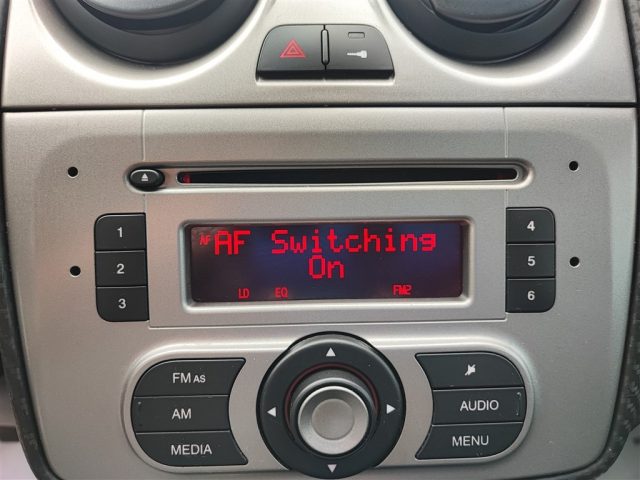 1
2
3
4
5
6
AF AF Switching
On
LD EQ FM2
FM AS
AM
MEDIA
AUDIO
MENU